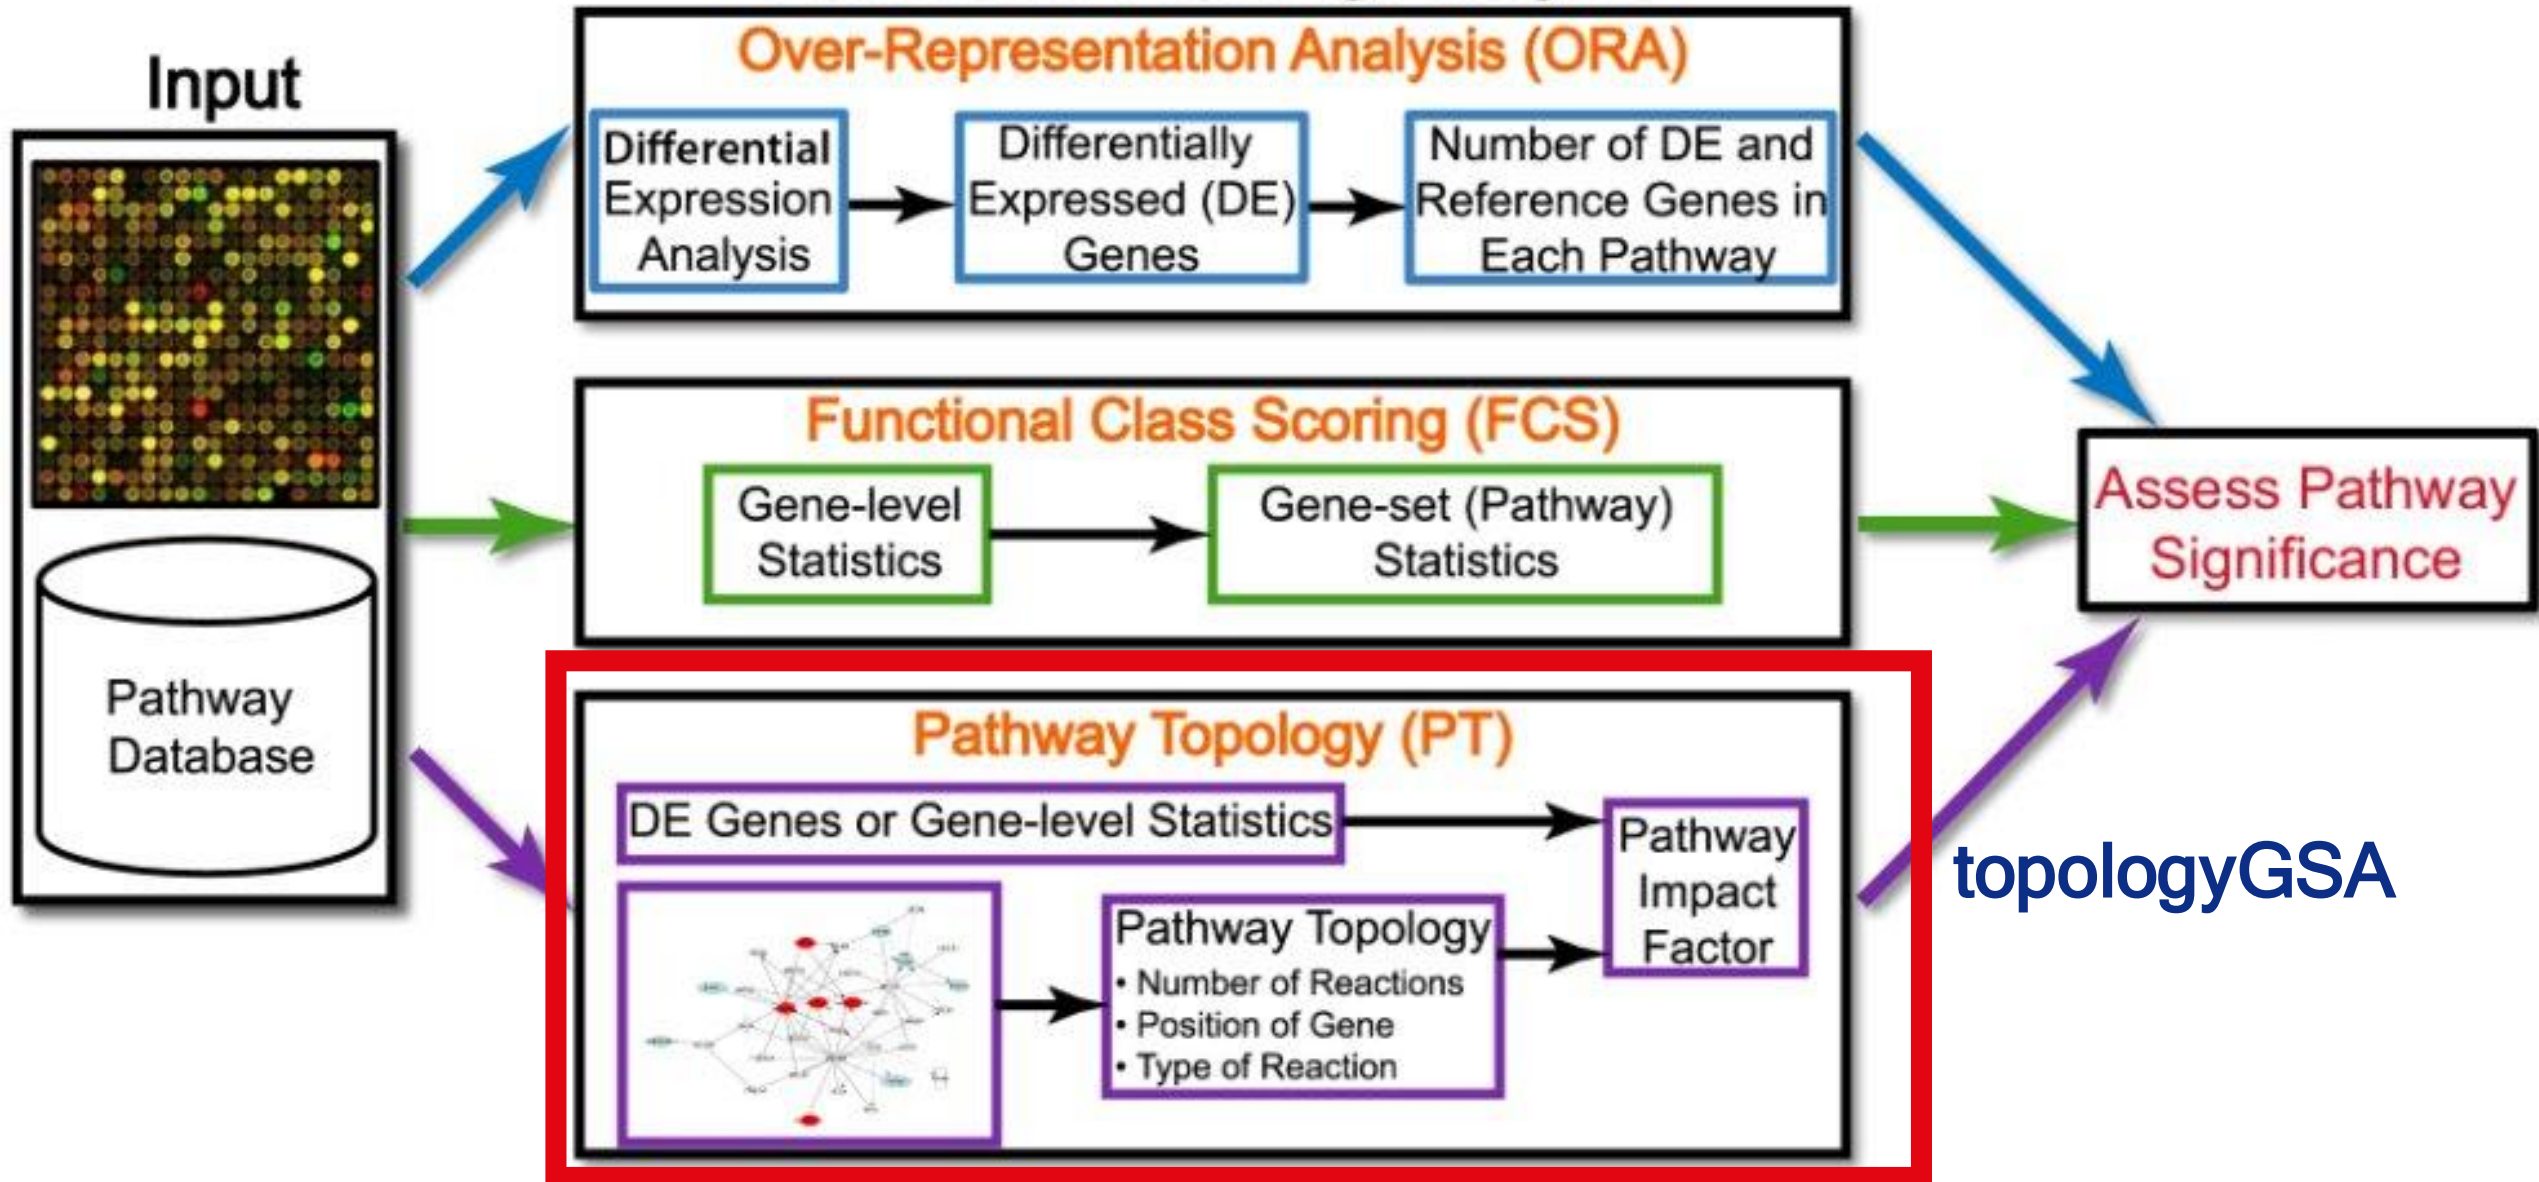 Input
Pathway
Database
Over-Representation Analysis (ORA)
Differential
Expression
Analysis
Differentially
Expressed (DE)
Genes
Number of DE and
Reference Genes in
Each Pathway
Functional Class Scoring (FCS)
Gene-level
Statistics
Gene-set (Pathway)
Statistics
Pathway Topology (PT)
DE Genes or Gene-level Statistics
Pathway Topology
• Number of Reactions
• Position of Gene
• Type of Reaction
Pathway
Impact
Factor
Assess Pathway
Significance
topologyGSA